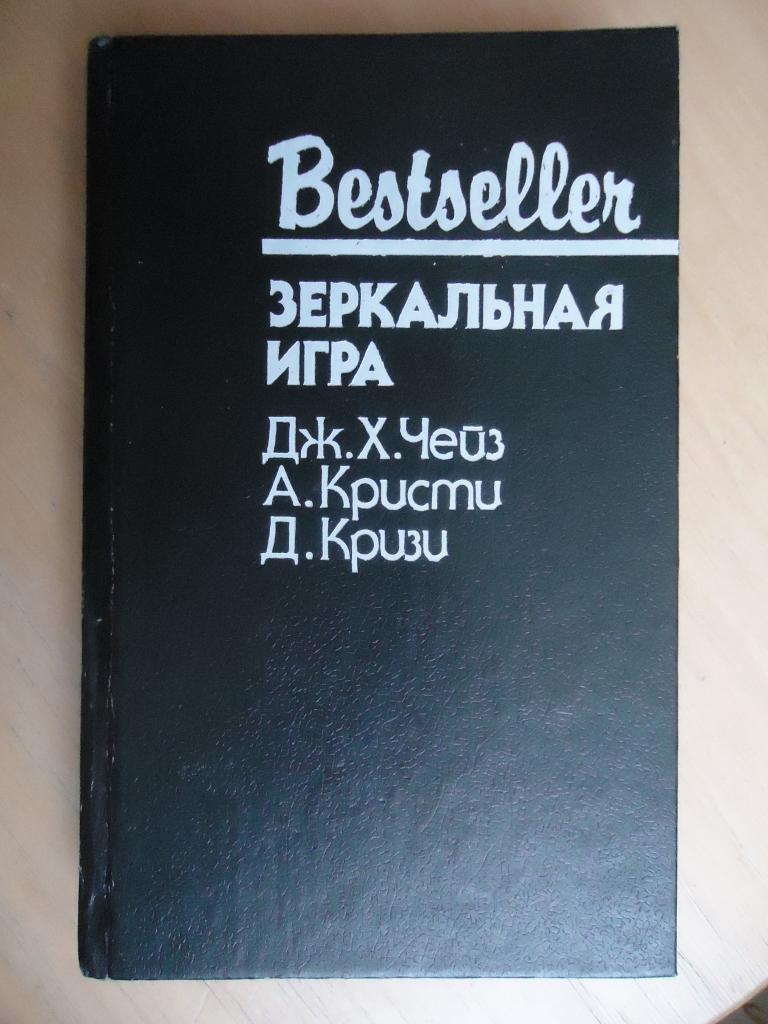 Bestseller
ЗЕРКАЛЬНАЯ
ИГРА
Дж.Х.Чейз
А.Кристи
Д.Кризи